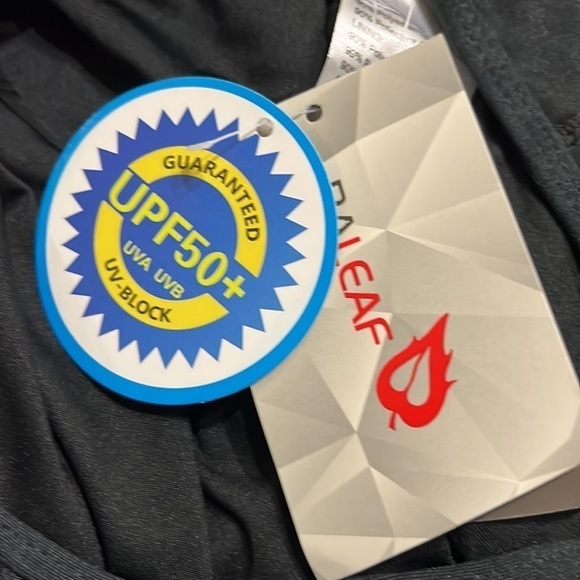 GUARANTEED
UPF50+
UVA UVB
UV-BLOCK
BALEAF